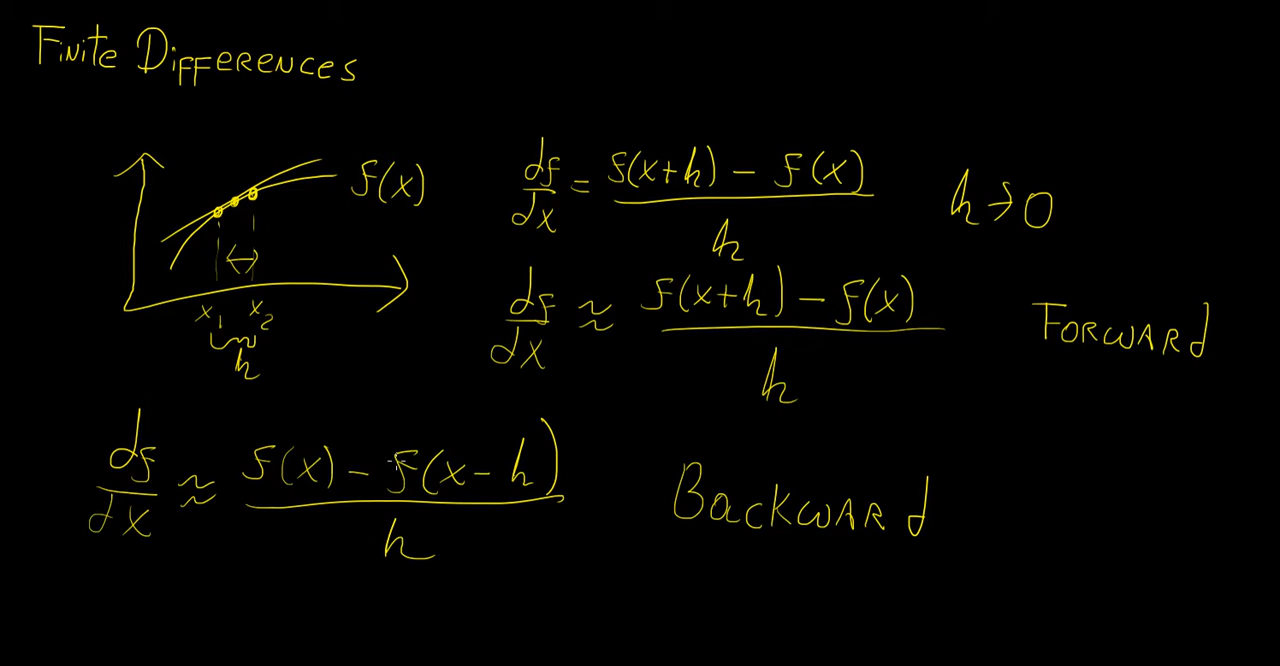 Finite Differences
f(x)
df/dx = (f(x+h) - f(x))/h   h→0
x1 x2
h
df/dx ≈ (f(x+h) - f(x))/h   Forward
df/dx ≈ (f(x) - f(x-h))/h   Backward